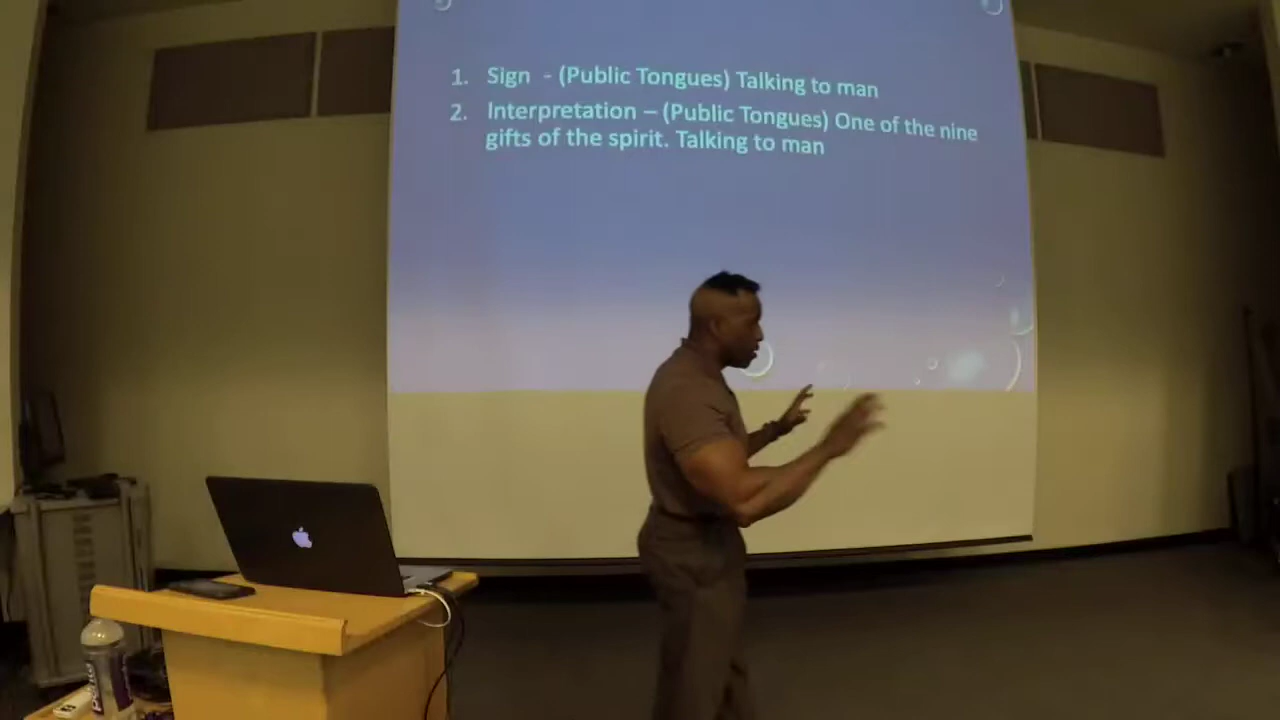 1. Sign - (Public Tongues) Talking to man
2. Interpretation – (Public Tongues) One of the nine
gifts of the spirit. Talking to man